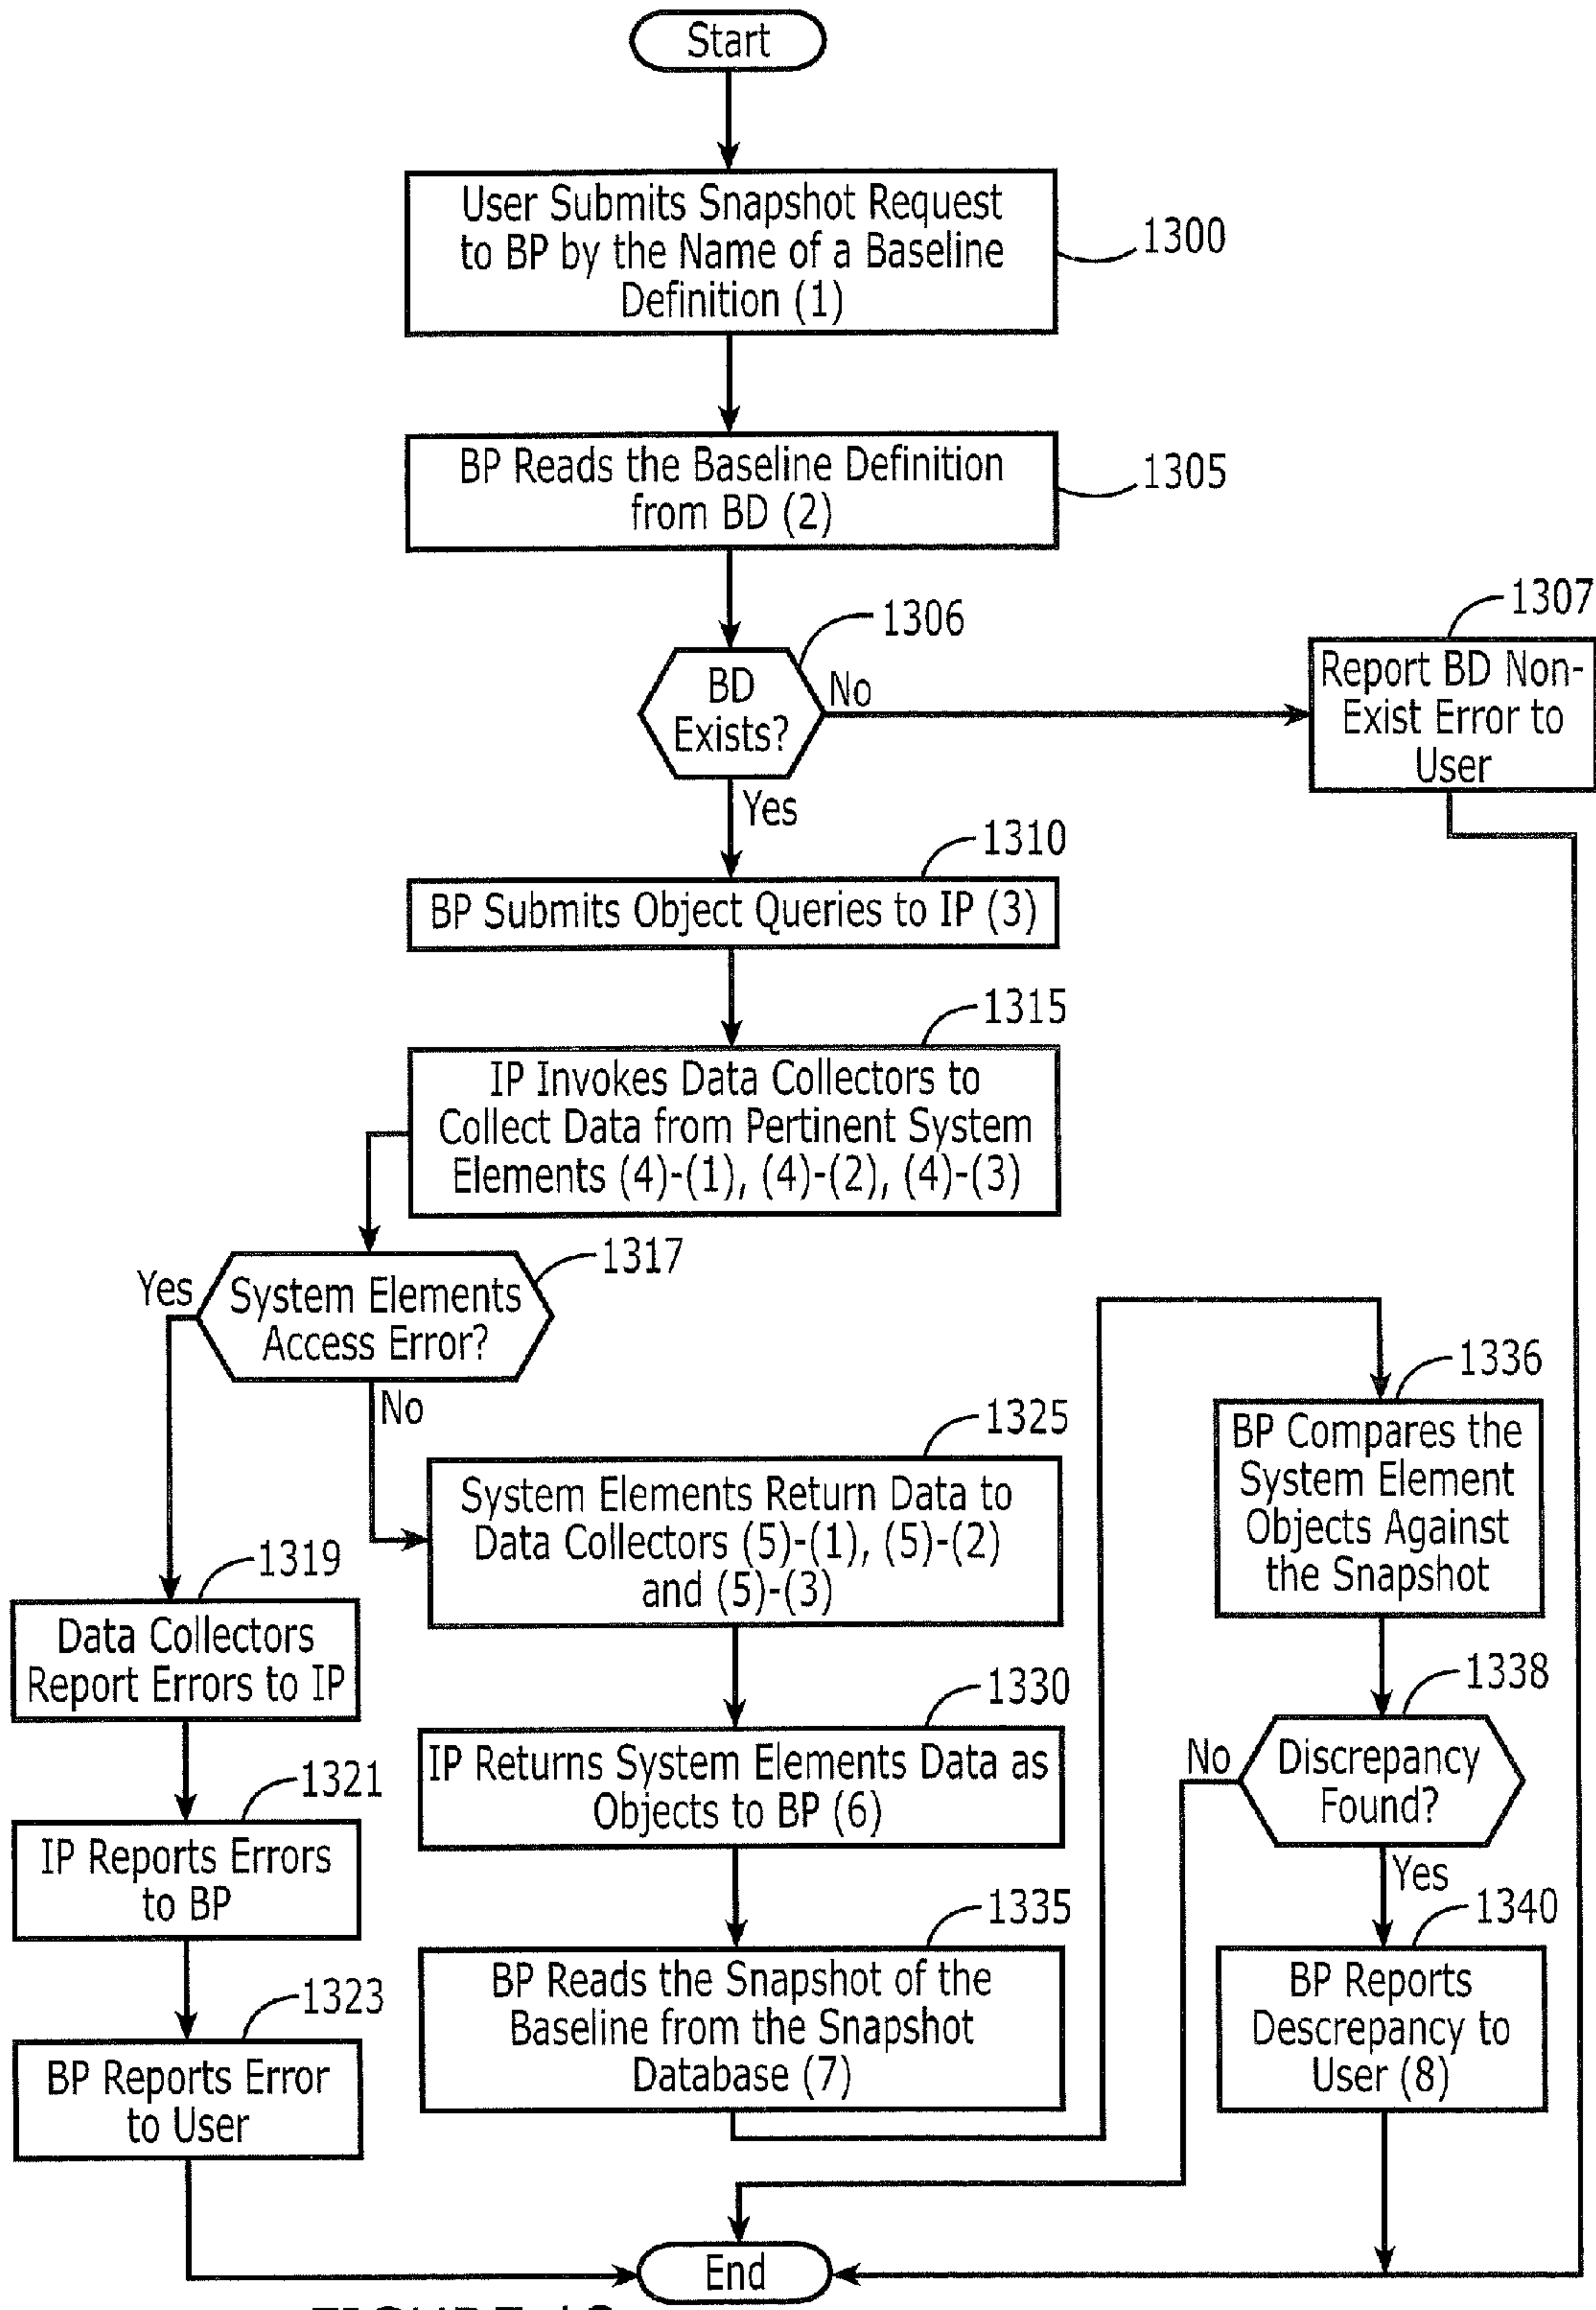 Start
User Submits Snapshot Request
to BP by the Name of a Baseline
Definition (1)
1300
BP Reads the Baseline Definition
from BD (2)
1305
1306
BD
Exists?
No
1307
Report BD Non-
Exist Error to
User
Yes
1310
BP Submits Object Queries to IP (3)
1315
IP Invokes Data Collectors to
Collect Data from Pertinent System
Elements (4)-(1), (4)-(2), (4)-(3)
1317
Yes
System Elements
Access Error?
No
1319
Data Collectors
Report Errors to IP
1321
IP Reports Errors
to BP
1323
BP Reports Error
to User
1325
System Elements Return Data to
Data Collectors (5)-(1), (5)-(2)
and (5)-(3)
1330
IP Returns System Elements Data as
Objects to BP (6)
1335
BP Reads the Snapshot of the
Baseline from the Snapshot
Database (7)
1336
BP Compares the
System Element
Objects Against
the Snapshot
1338
No
Discrepancy
Found?
Yes
1340
BP Reports
Descrepancy to
User (8)
End